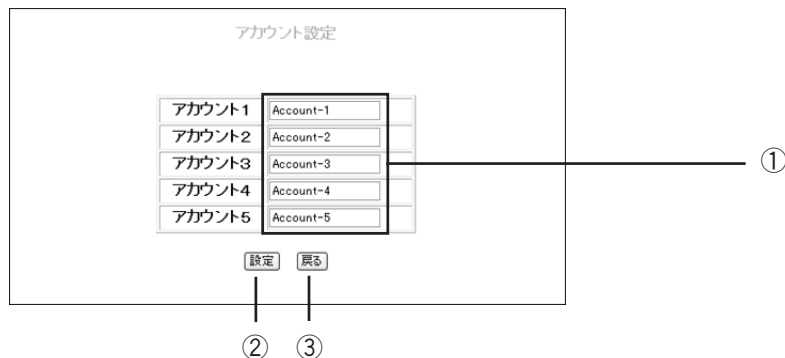 アカウント設定
アカウント1 Account-1
アカウント2 Account-2
アカウント3 Account-3 ①
アカウント4 Account-4
アカウント5 Account-5
設定 戻る
② ③